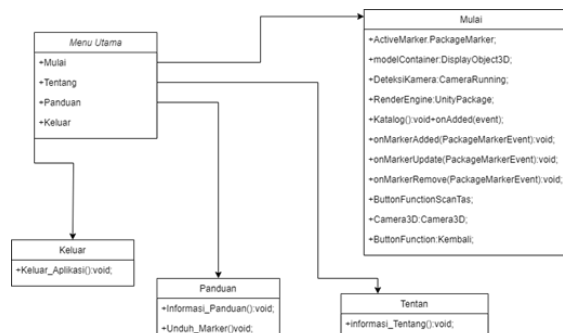 Menu Utama
+Mulai
+Tentang
+Panduan
+Keluar
Mulai
+ActiveMarker:PackageMarker;
+modelContainer:DisplayObject3D;
+DeteksiKamera:CameraRunning;
+RenderEngine:UnityPackage;
+Katalog():void+onAdded(event);
+onMarkerAdded(PackageMarkerEvent):void;
+onMarkerUpdate(PackageMarkerEvent):void;
+onMarkerRemove(PackageMarkerEvent):void;
+ButtonFunctionScanTas;
+Camera3D:Camera3D;
+ButtonFunction:Kembali;
Keluar
+Keluar_Aplikasi():void;
Panduan
+Informasi_Panduan():void;
+Unduh_Marker()void;
Tentan
+informasi_Tentang():void;